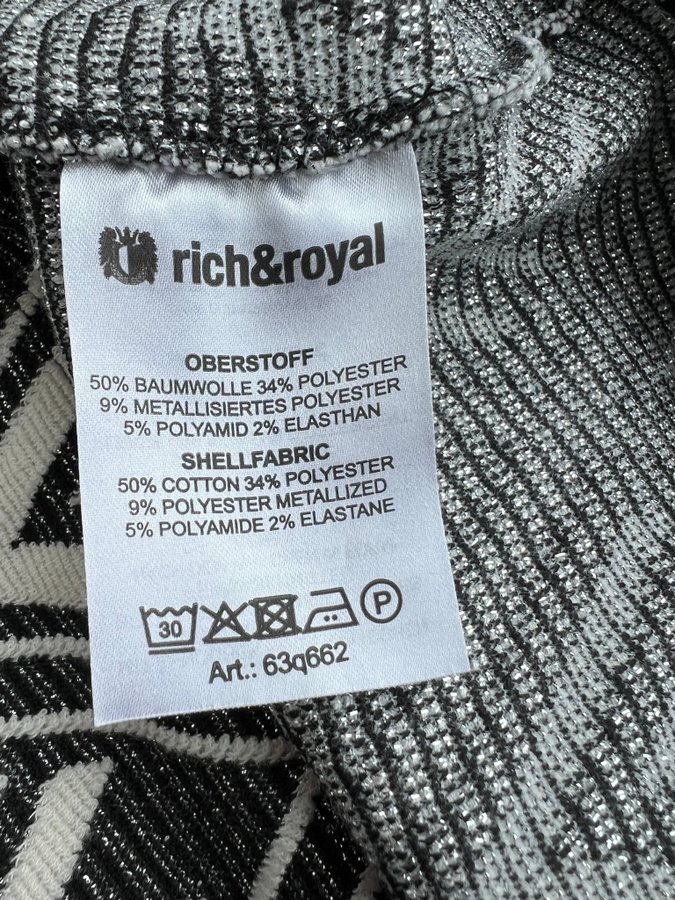 rich&royal
OBERSTOFF
50% BAUMWOLLE 34% POLYESTER
9% METALLISIERTES POLYESTER
5% POLYAMID 2% ELASTHAN
SHELLFABRIC
50% COTTON 34% POLYESTER
9% POLYESTER METALLIZED
5% POLYAMIDE 2% ELASTANE
30 P
Art.: 63q662